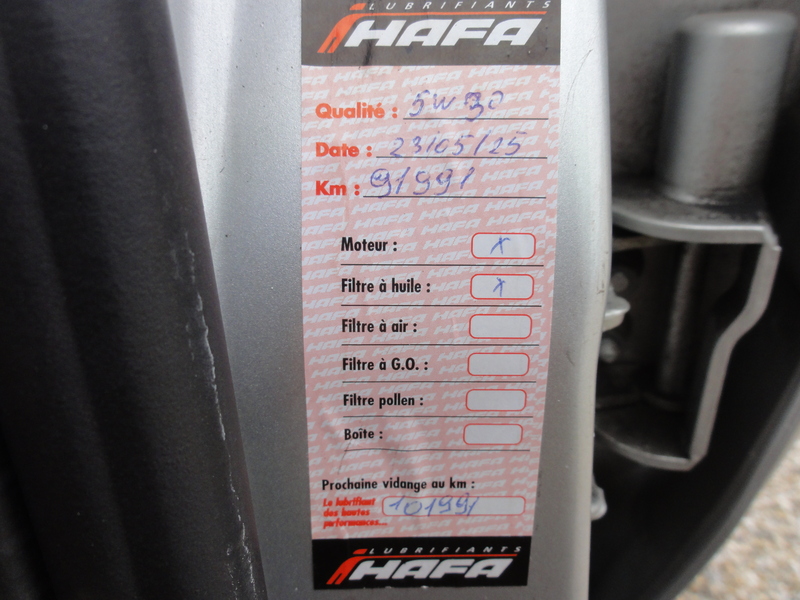 LUBRIFIANTS
HAFA
Qualité : 5W30
Date : 23/05/25
Km : 91991
Moteur : X
Filtre à huile : X
Filtre à air :
Filtre à G.O. :
Filtre pollen :
Boîte :
Prochaine vidange au km :
Le lubrifiant
des hautes
performances...
101991
LUBRIFIANTS
HAFA